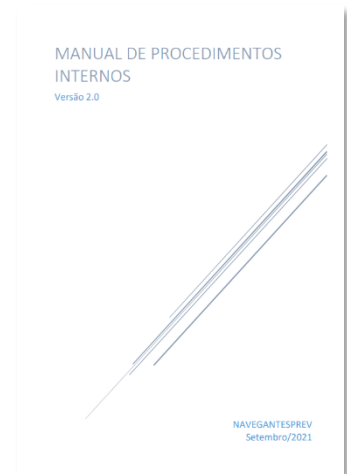 MANUAL DE PROCEDIMENTOS
INTERNOS
Versão 2.0
NAVEGANTESPREV
Setembro/2021